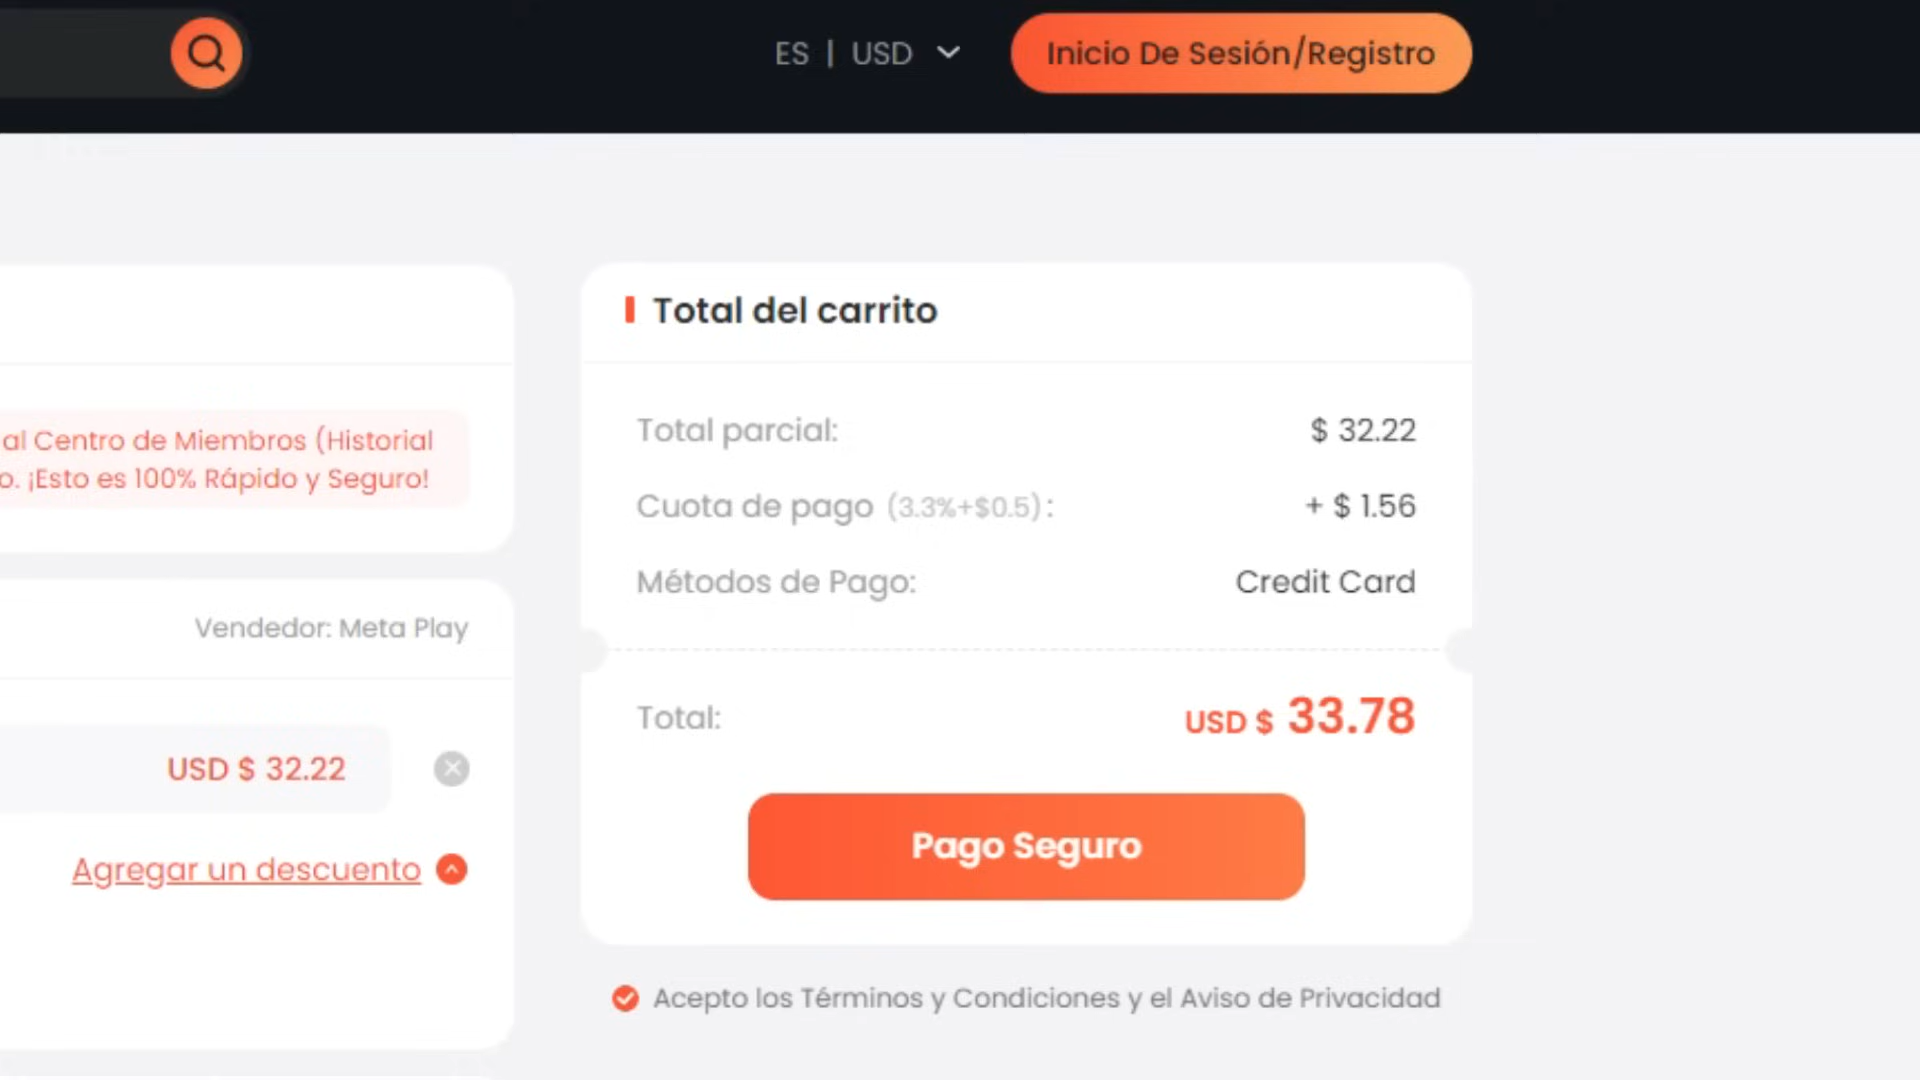 ES | USD
Inicio De Sesión/Registro
al Centro de Miembros (Historial
o. ¡Esto es 100% Rápido y Seguro!
Vendedor: Meta Play
USD $ 32.22
Agregar un descuento
Total del carrito
Total parcial: $ 32.22
Cuota de pago (3.3%+$0.5): + $ 1.56
Métodos de Pago: Credit Card
Total: USD $ 33.78
Pago Seguro
Acepto los Términos y Condiciones y el Aviso de Privacidad